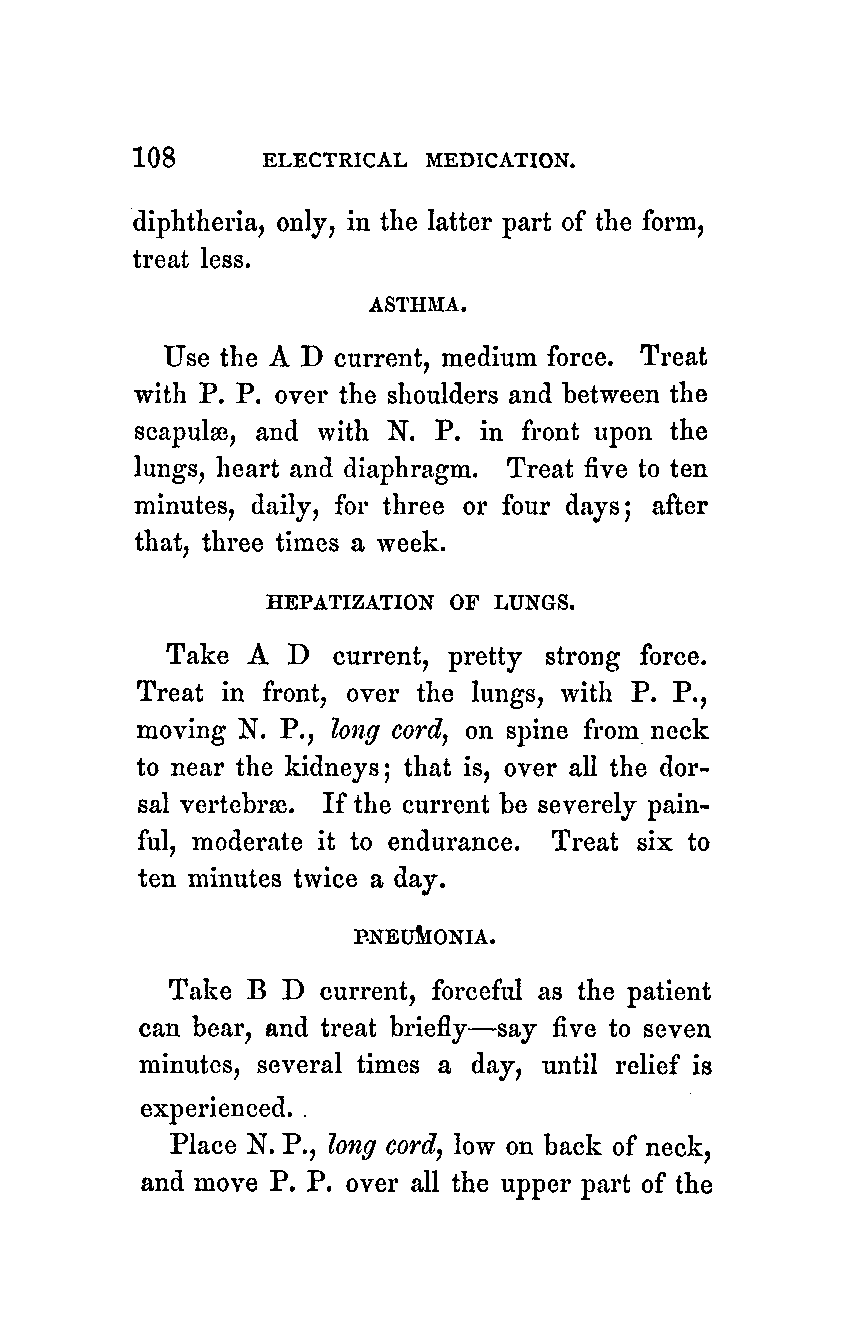 108 ELECTRICAL MEDICATION.
diphtheria, only, in the latter part of the form,
treat less.
ASTHMA.
Use the A D current, medium force. Treat
with P. P. over the shoulders and between the
scapulæ, and with N. P. in front upon the
lungs, heart and diaphragm. Treat five to ten
minutes, daily, for three or four days; after
that, three times a week.
HEPATIZATION OF LUNGS.
Take A D current, pretty strong force.
Treat in front, over the lungs, with P. P.,
moving N. P., long cord, on spine from neck
to near the kidneys; that is, over all the dor-
sal vertebræ. If the current be severely pain-
ful, moderate it to endurance. Treat six to
ten minutes twice a day.
PNEUMONIA.
Take B D current, forceful as the patient
can bear, and treat briefly—say five to seven
minutes, several times a day, until relief is
experienced.
Place N. P., long cord, low on back of neck,
and move P. P. over all the upper part of the